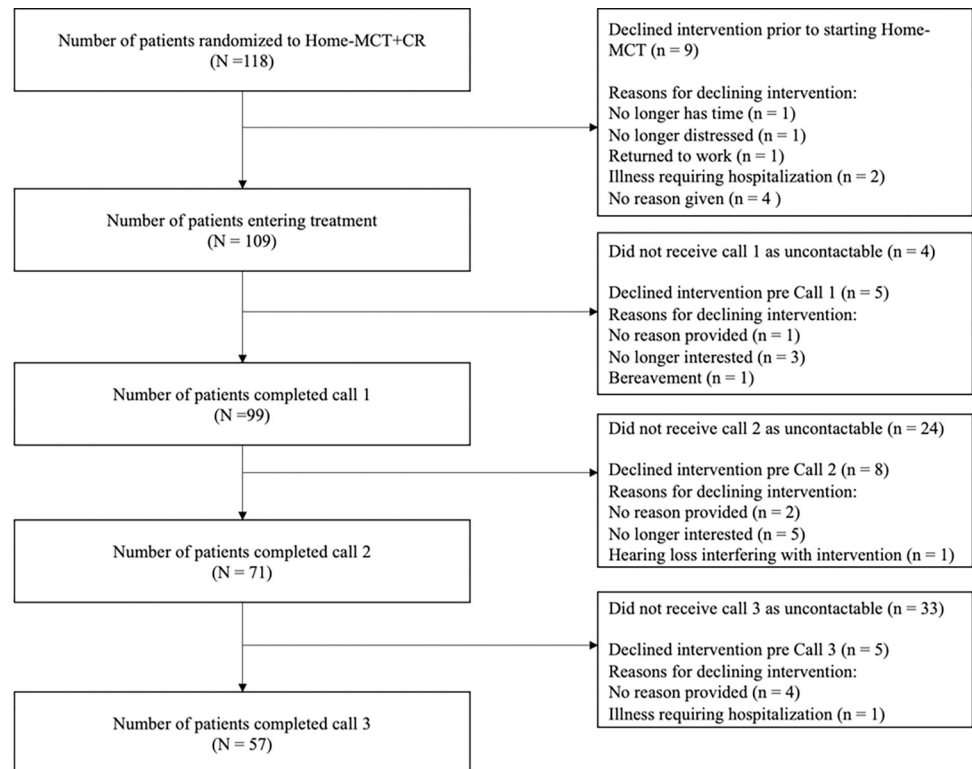 Number of patients randomized to Home-MCT+CR
(N =118)
Declined intervention prior to starting Home-
MCT (n = 9)
Reasons for declining intervention:
No longer has time (n = 1)
No longer distressed (n = 1)
Returned to work (n = 1)
Illness requiring hospitalization (n = 2)
No reason given (n = 4 )
Number of patients entering treatment
(N = 109)
Did not receive call 1 as uncontactable (n = 4)
Declined intervention pre Call 1 (n = 5)
Reasons for declining intervention:
No reason provided (n = 1)
No longer interested (n = 3)
Bereavement (n = 1)
Number of patients completed call 1
(N =99)
Did not receive call 2 as uncontactable (n = 24)
Declined intervention pre Call 2 (n = 8)
Reasons for declining intervention:
No reason provided (n = 2)
No longer interested (n = 5)
Hearing loss interfering with intervention (n = 1)
Number of patients completed call 2
(N = 71)
Did not receive call 3 as uncontactable (n = 33)
Declined intervention pre Call 3 (n = 5)
Reasons for declining intervention:
No reason provided (n = 4)
Illness requiring hospitalization (n = 1)
Number of patients completed call 3
(N = 57)